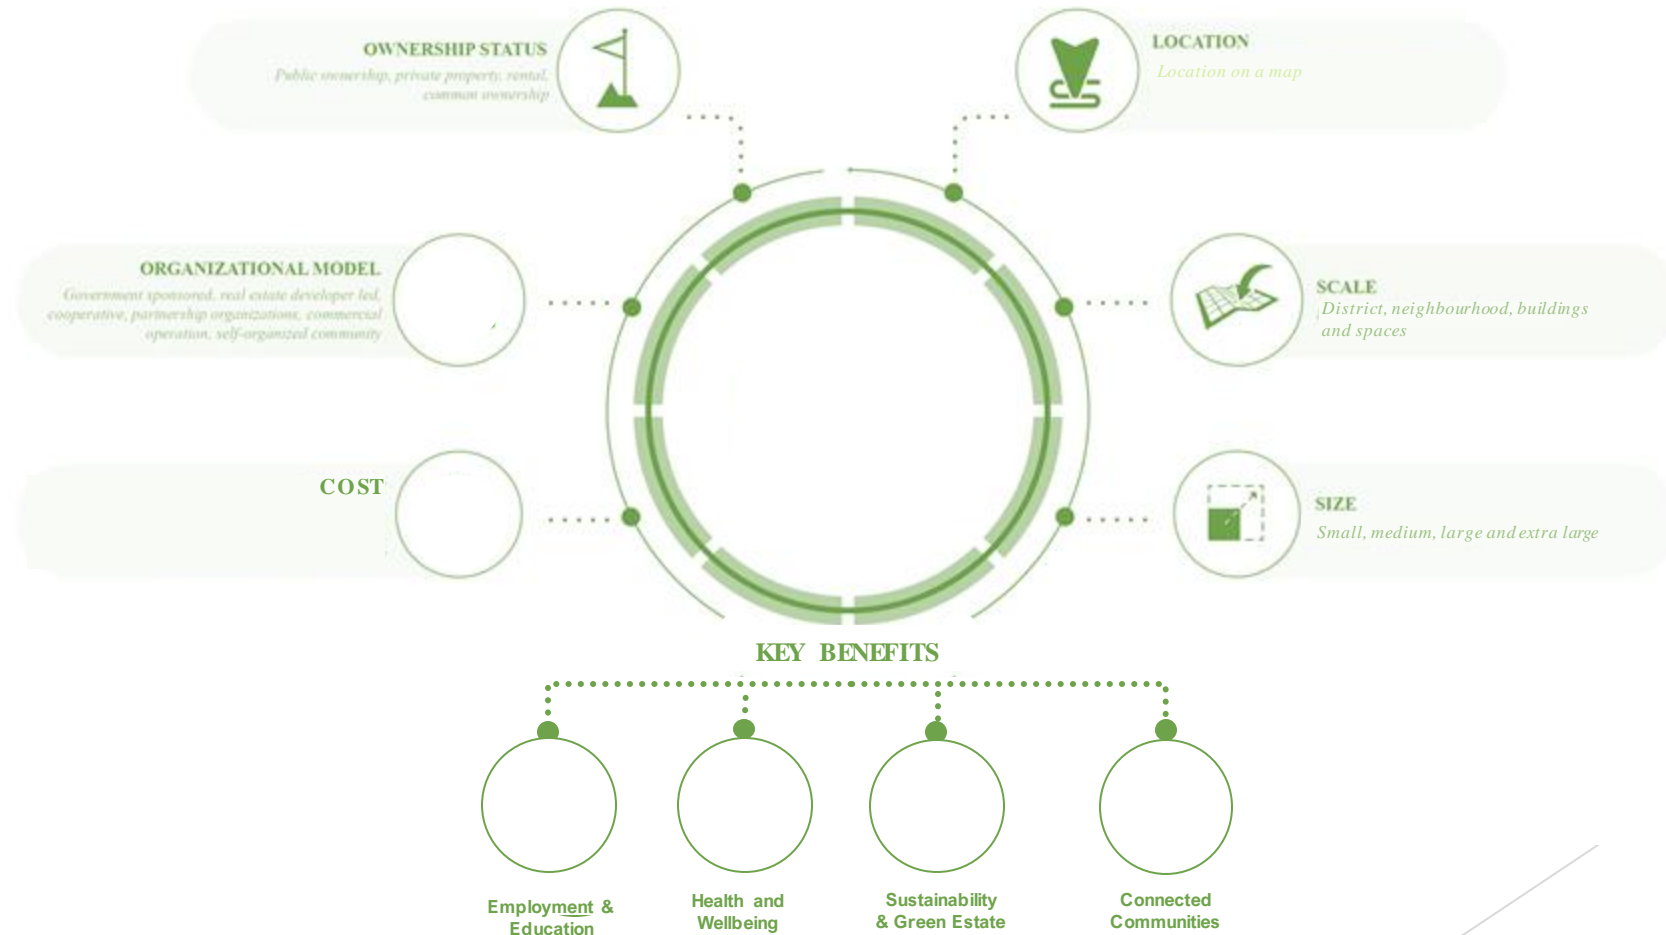 OWNERSHIP STATUS
Public ownership, private property, rental,
common ownership
LOCATION
Location on a map
ORGANIZATIONAL MODEL
Government sponsored, real estate developer led,
cooperative, partnership organizations, commercial
operation, self-organized community
SCALE
District, neighbourhood, buildings
and spaces
COST
SIZE
Small, medium, large and extra large
KEY BENEFITS
Employment &
Education
Health and
Wellbeing
Sustainability
& Green Estate
Connected
Communities